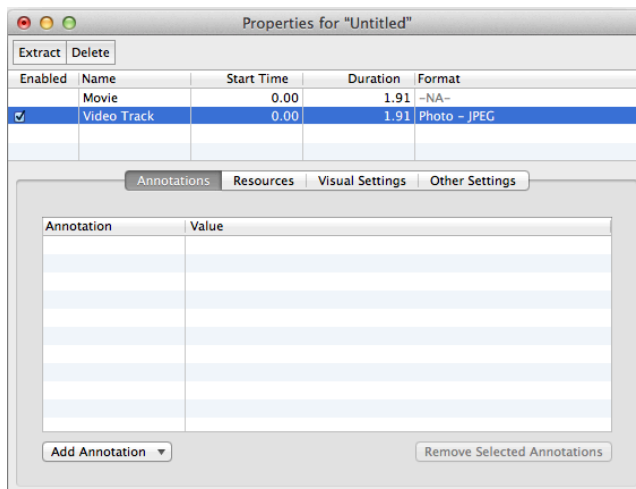 Properties for “Untitled”
Extract Delete
Enabled Name Start Time Duration Format
Movie 0.00 1.91 -NA-
Video Track 0.00 1.91 Photo – JPEG
Annotations Resources Visual Settings Other Settings
Annotation Value
Add Annotation Remove Selected Annotations